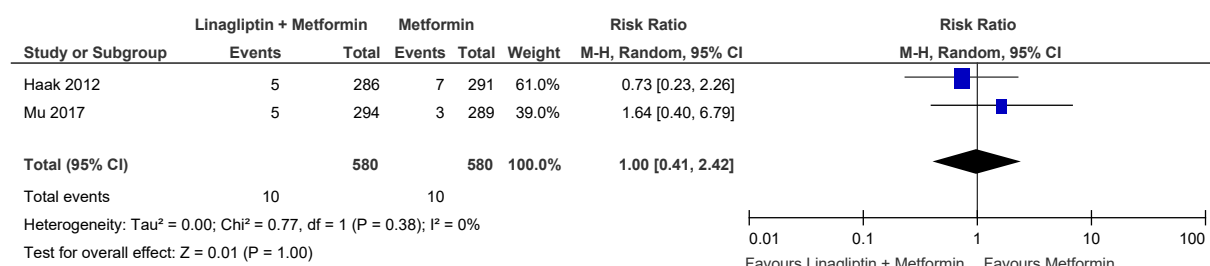 Linagliptin + Metformin Metformin Risk Ratio Risk Ratio
Study or Subgroup Events Total Events Total Weight M-H, Random, 95% CI M-H, Random, 95% CI
Haak 2012 5 286 7 291 61.0% 0.73 [0.23, 2.26]
Mu 2017 5 294 3 289 39.0% 1.64 [0.40, 6.79]
Total (95% CI) 580 580 100.0% 1.00 [0.41, 2.42]
Total events 10 10
Heterogeneity: Tau² = 0.00; Chi² = 0.77, df = 1 (P = 0.38); I² = 0%
Test for overall effect: Z = 0.01 (P = 1.00)
0.01 0.1 1 10 100
Favours Linagliptin + Metformin Favours Metformin